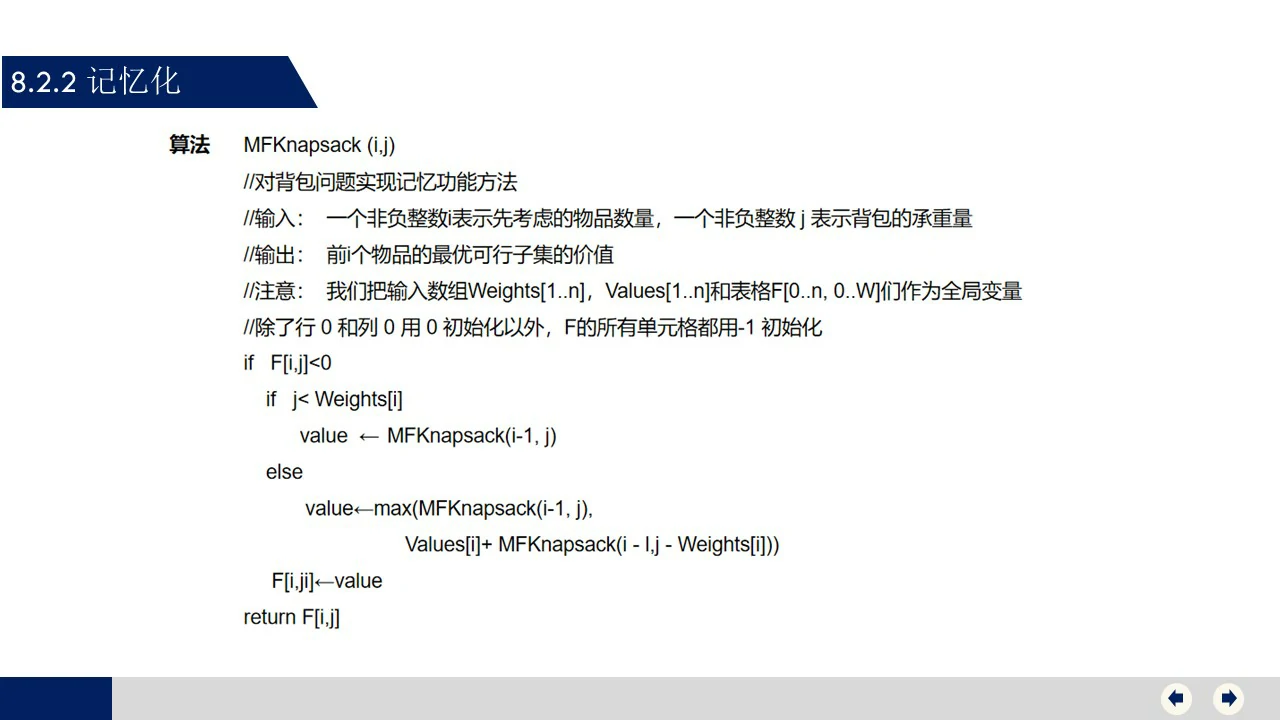 8.2.2 记忆化
算法 MFKnapsack (i,j)
//对背包问题实现记忆功能方法
//输入： 一个非负整数i表示先考虑的物品数量，一个非负整数 j 表示背包的承重量
//输出： 前i个物品的最优可行子集的价值
//注意： 我们把输入数组Weights[1..n]，Values[1..n]和表格F[0..n, 0..W]们作为全局变量
//除了行 0 和列 0 用 0 初始化以外，F的所有单元格都用-1 初始化
if F[i,j]<0
if j< Weights[i]
value ← MFKnapsack(i-1, j)
else
value←max(MFKnapsack(i-1, j),
Values[i]+ MFKnapsack(i - l,j - Weights[i]))
F[i,ji]←value
return F[i,j]